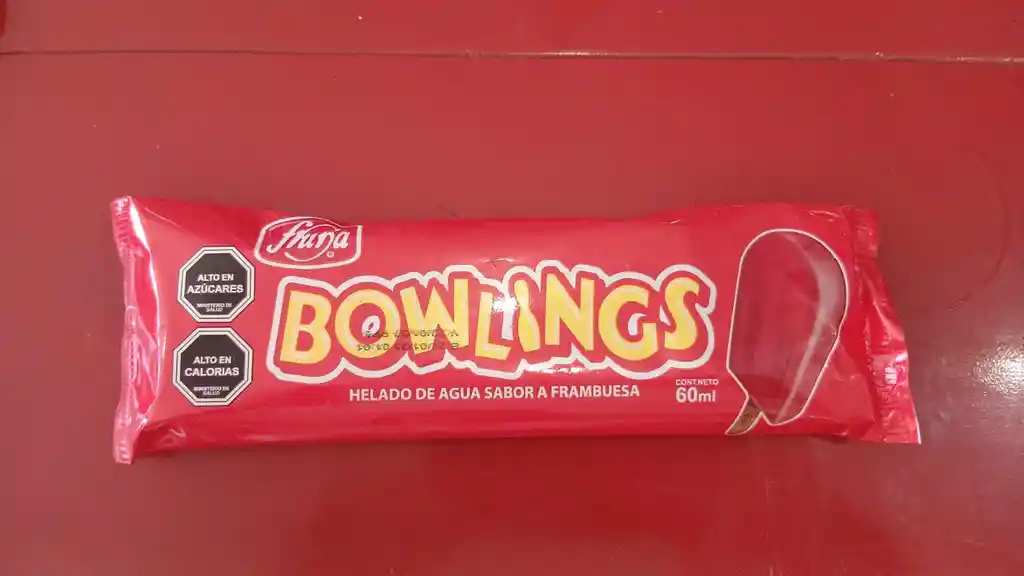 fruna
®
BOWLINGS
ALTO EN
AZÚCARES
MINISTERIO DE
SALUD
ALTO EN
CALORIAS
MINISTERIO DE
SALUD
HELADO DE AGUA SABOR A FRAMBUESA
CONT.NETO
60ml